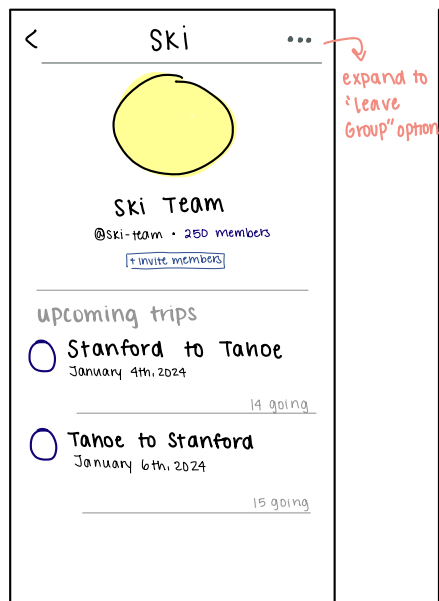 Ski
expand to
"Leave
Group" option
Ski Team
@ski-team • 250 members
+ invite members
upcoming trips
Stanford to Tahoe
January 4th, 2024
14 going
Tahoe to Stanford
January 6th, 2024
15 going